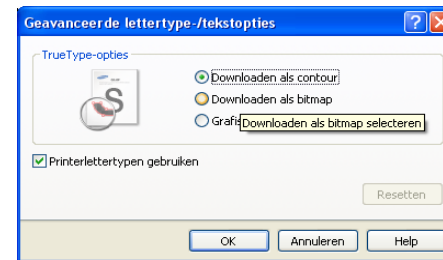 Geavanceerde lettertype-/tekstopties
TrueType-opties
Downloaden als contour
Downloaden als bitmap
Downloaden als bitmap selecteren
Printerlettertypen gebruiken
Resetten
OK Annuleren Help